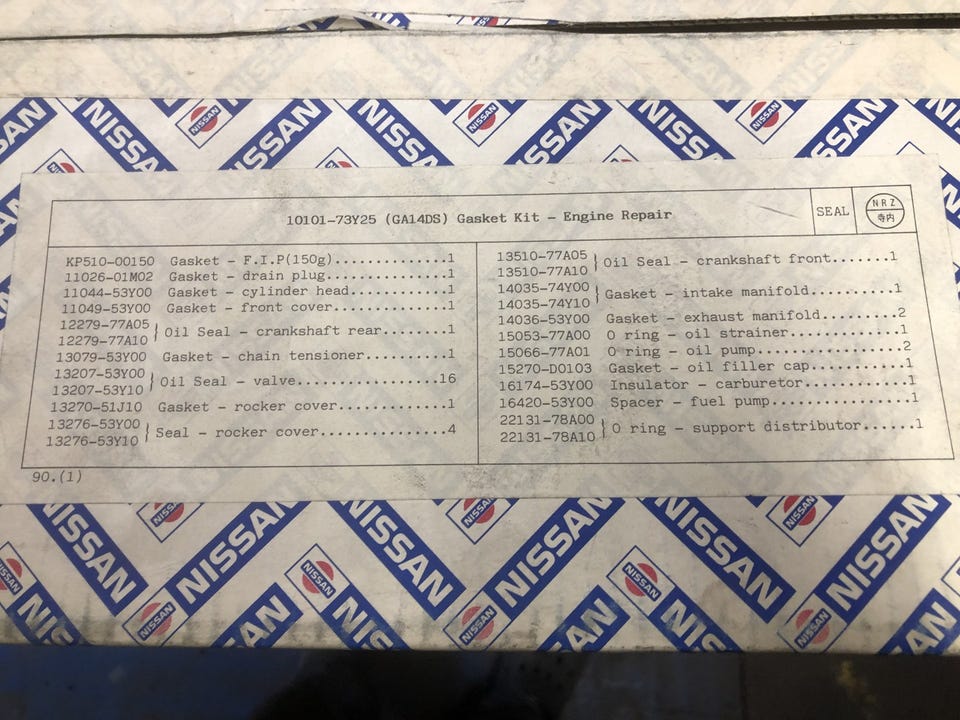 10101-73Y25 (GA14DS) Gasket Kit - Engine Repair
SEAL
NRZ
寺内
KP510-00150 Gasket - F.I.P(150g)...............1
11026-01M02 Gasket - drain plug................1
11044-53Y00 Gasket - cylinder head.............1
11049-53Y00 Gasket - front cover...............1
12279-77A05
12279-77A10 } Oil Seal - crankshaft rear.........1
13079-53Y00 Gasket - chain tensioner...........1
13207-53Y00
13207-53Y10 } Oil Seal - valve...................16
13270-51J10 Gasket - rocker cover..............1
13276-53Y00
13276-53Y10 } Seal - rocker cover................4
13510-77A05
13510-77A10 } Oil Seal - crankshaft front.......1
14035-74Y00
14035-74Y10 } Gasket - intake manifold...........1
14036-53Y00 Gasket - exhaust manifold..........2
15053-77A00 O ring - oil strainer..............1
15066-77A01 O ring - oil pump..................2
15270-D0103 Gasket - oil filler cap............1
16174-53Y00 Insulator - carburetor.............1
16420-53Y00 Spacer - fuel pump.................1
22131-78A00
22131-78A10 } O ring - support distributor......1
90.(1)
NISSAN